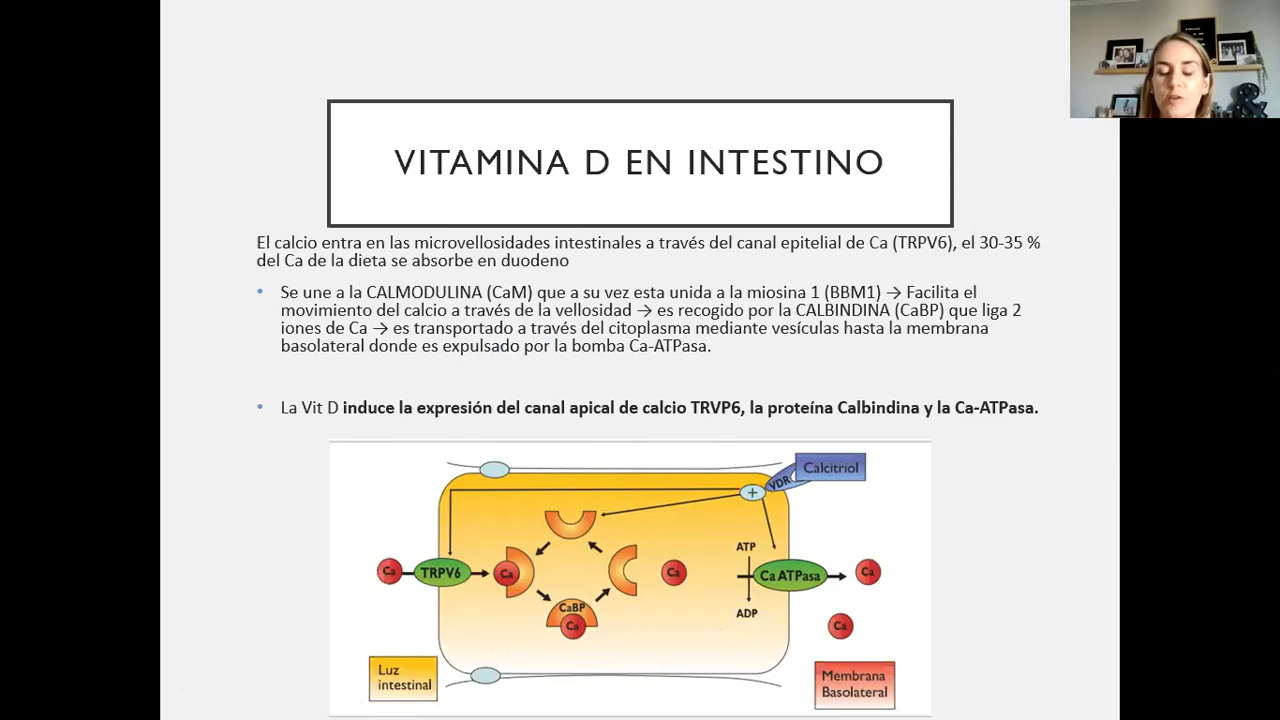 VITAMINA D EN INTESTINO
El calcio entra en las microvellosidades intestinales a través del canal epitelial de Ca (TRPV6), el 30-35 %
del Ca de la dieta se absorbe en duodeno
• Se une a la CALMODULINA (CaM) que a su vez esta unida a la miosina 1 (BBM1) → Facilita el
movimiento del calcio a través de la vellosidad → es recogido por la CALBINDINA (CaBP) que liga 2
iones de Ca → es transportado a través del citoplasma mediante vesículas hasta la membrana
basolateral donde es expulsado por la bomba Ca-ATPasa.
• La Vit D induce la expresión del canal apical de calcio TRVP6, la proteína Calbindina y la Ca-ATPasa.
Calcitriol
VDR
+
ATP
Ca
TRPV6
Ca
Ca
Ca ATPasa
Ca
CaBP
Ca
ADP
Ca
Luz
intestinal
Membrana
Basolateral